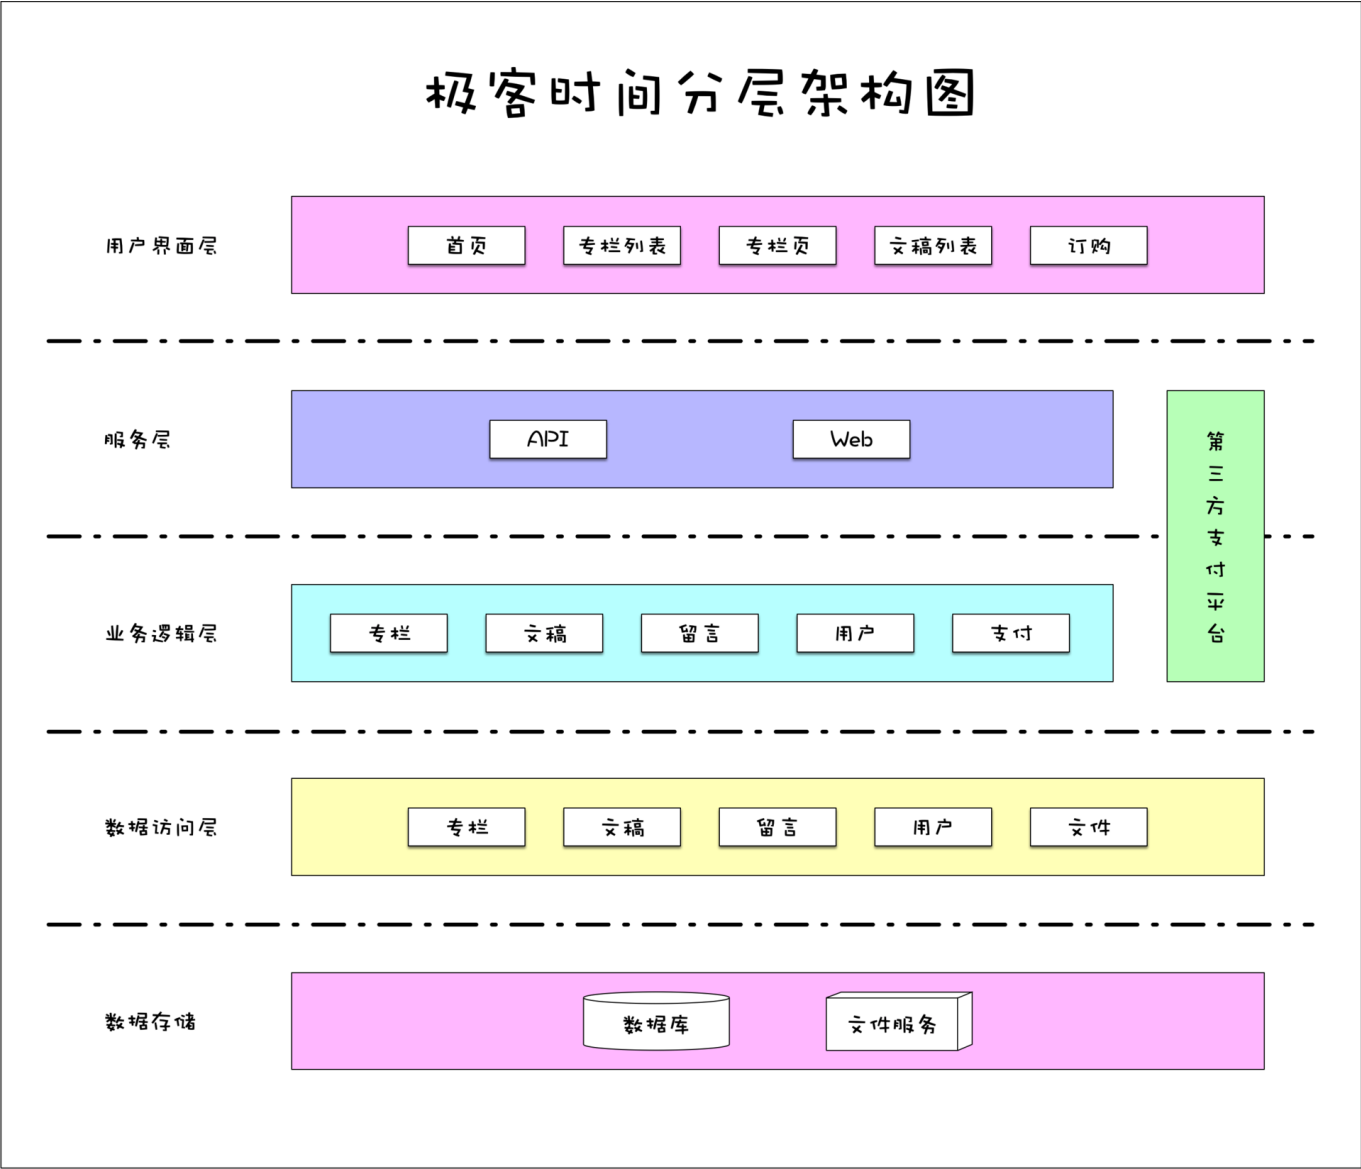 极客时间分层架构图
用户界面层
首页
专栏列表
专栏页
文稿列表
订购
服务层
API
Web
第三方支付平台
业务逻辑层
专栏
文稿
留言
用户
支付
数据访问层
专栏
文稿
留言
用户
文件
数据存储
数据库
文件服务